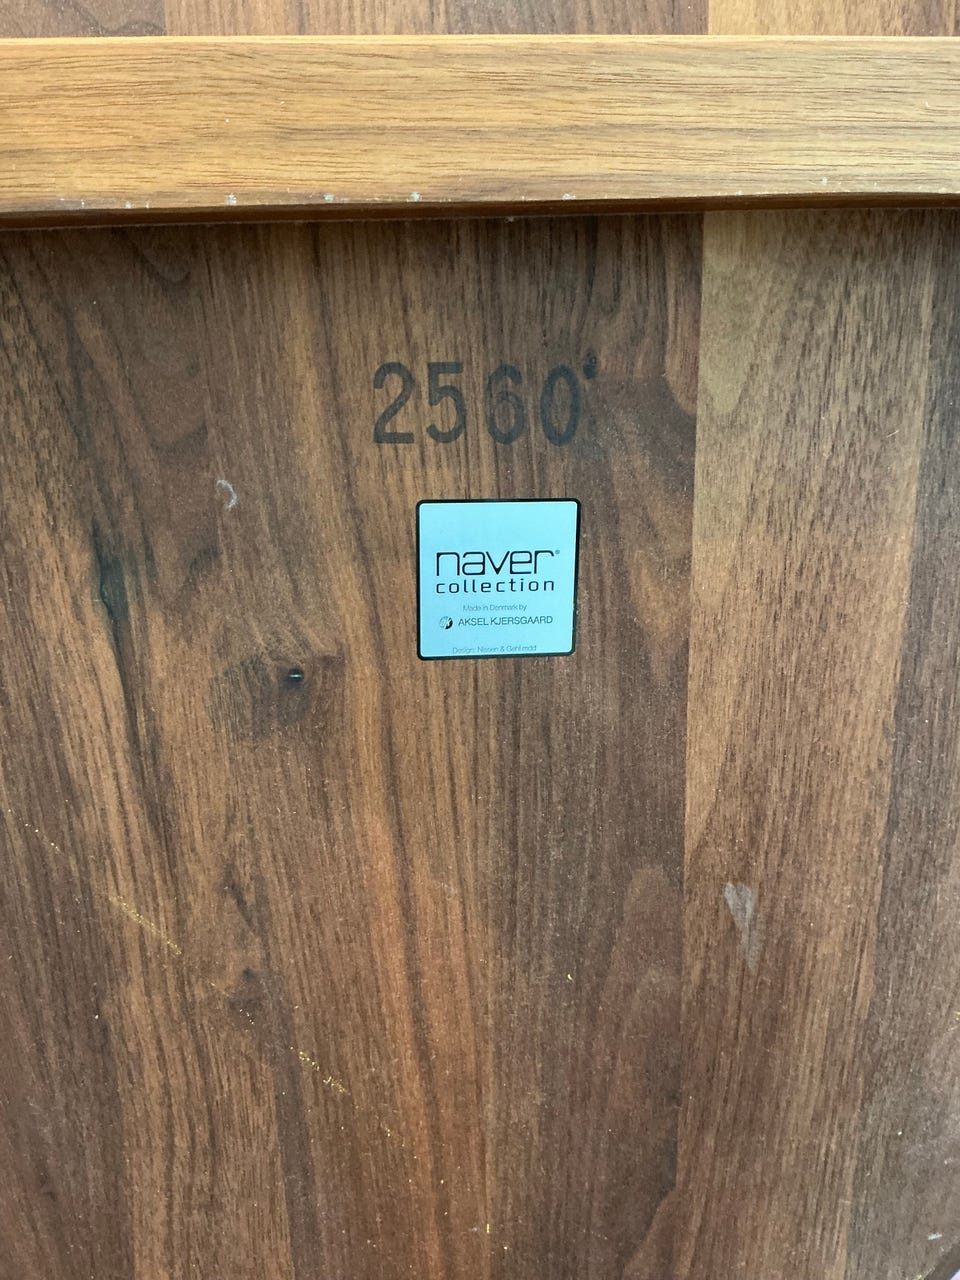 2560
naver®
collection
Made in Denmark by
AKSEL KJERSGAARD
Design: Nissen & Gehl mdd